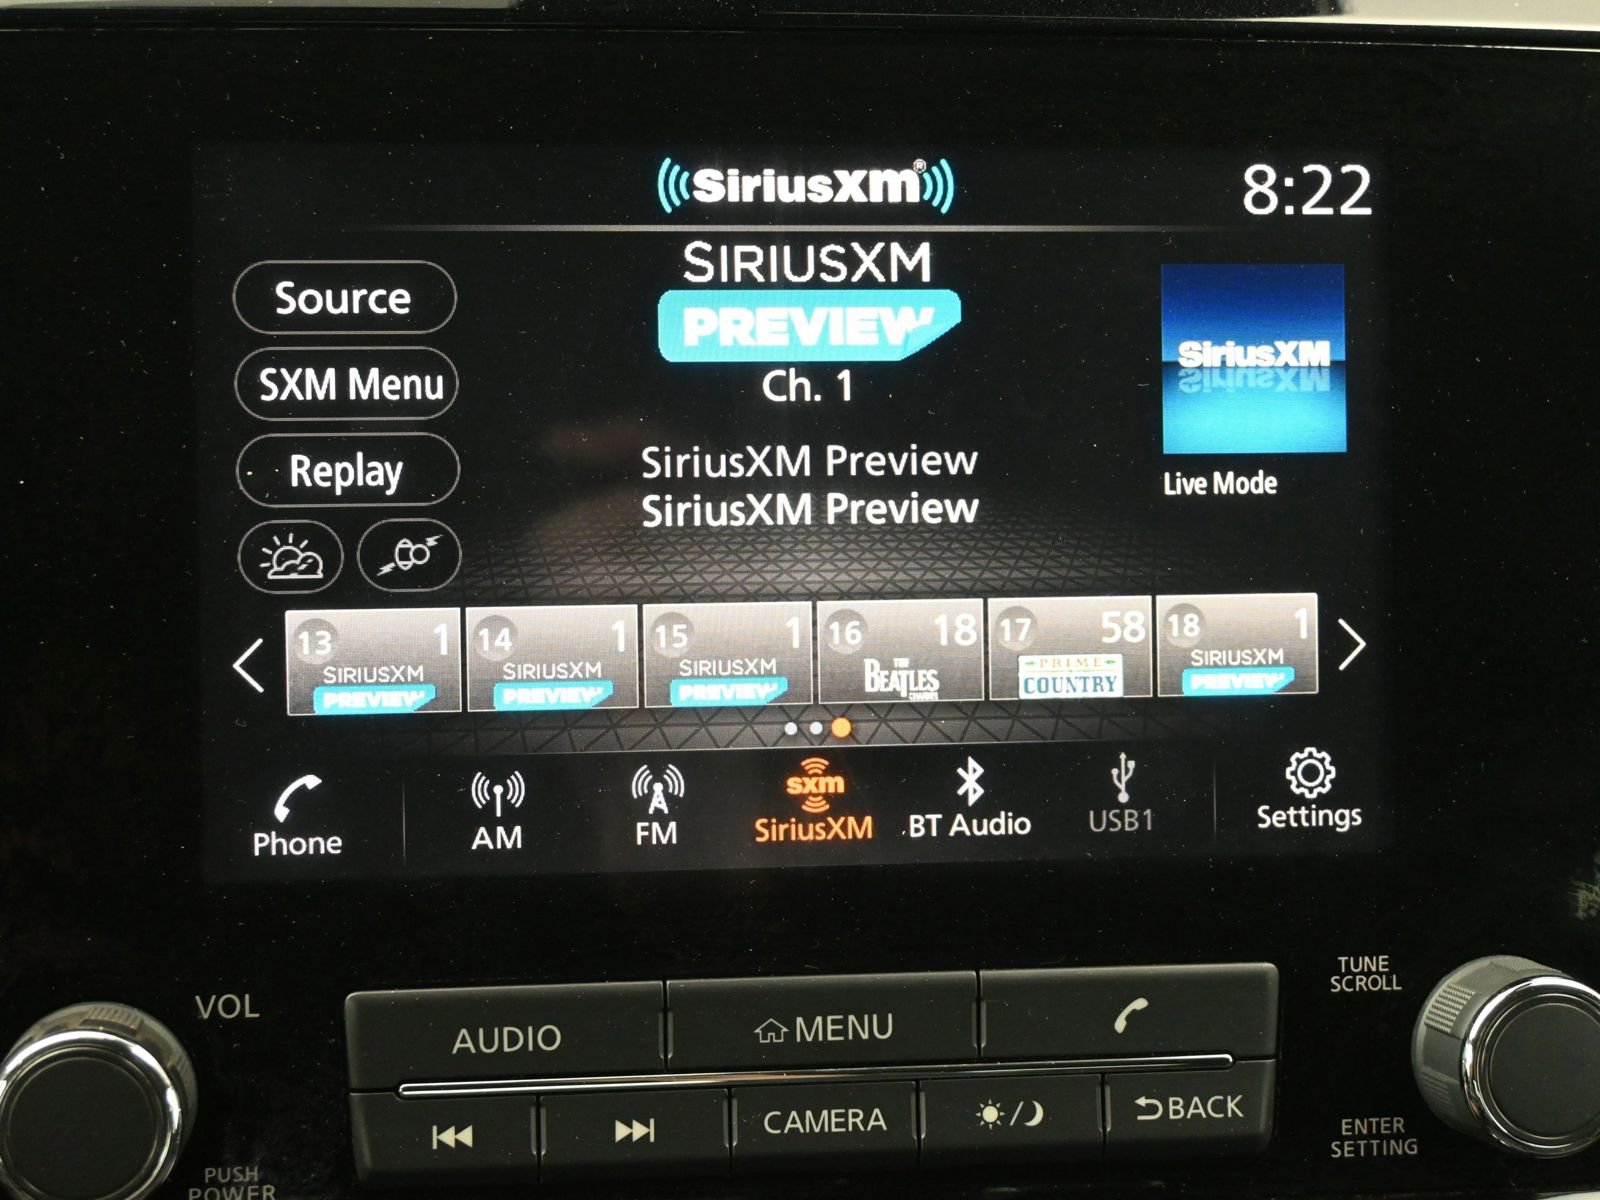 SiriusXM®
8:22
SIRIUSXM
PREVIEW
Ch. 1
Source
SXM Menu
Replay
SiriusXM Preview
SiriusXM Preview
SiriusXM
Live Mode
13 1
SIRIUSXM
PREVIEW
14 1
SIRIUSXM
PREVIEW
15 1
SIRIUSXM
PREVIEW
16 18
THE
BEATLES
CHANNEL
17 58
PRIME
COUNTRY
18 1
SIRIUSXM
PREVIEW
Phone
AM
FM
sxm
SiriusXM
BT Audio
USB1
Settings
VOL
PUSH
POWER
AUDIO
MENU
CAMERA
BACK
TUNE
SCROLL
ENTER
SETTING